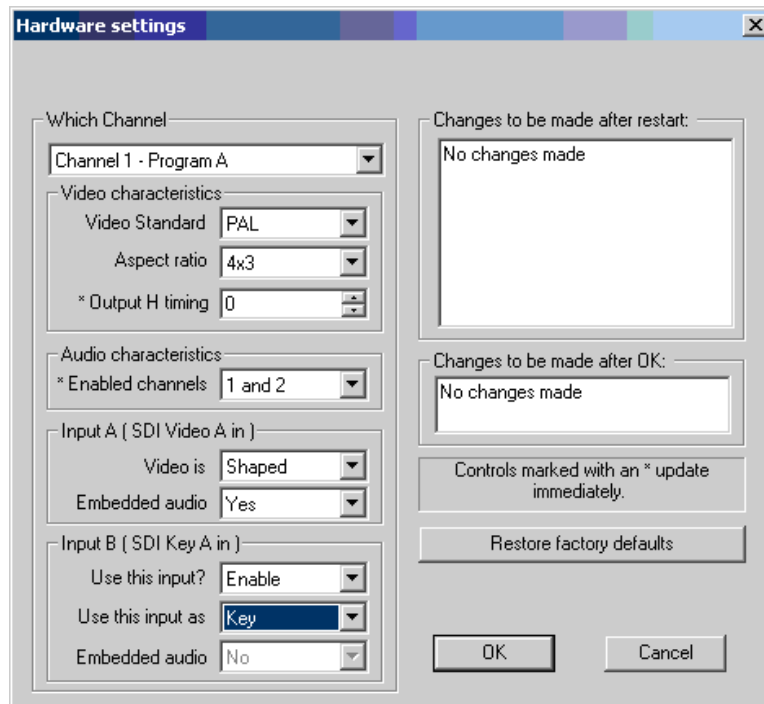 Hardware settings
Which Channel
Channel 1 - Program A
Video characteristics
Video Standard PAL
Aspect ratio 4x3
* Output H timing 0
Audio characteristics
* Enabled channels 1 and 2
Input A ( SDI Video A in )
Video is Shaped
Embedded audio Yes
Input B ( SDI Key A in )
Use this input? Enable
Use this input as Key
Embedded audio No
Changes to be made after restart:
No changes made
Changes to be made after OK:
No changes made
Controls marked with an * update
immediately.
Restore factory defaults
OK Cancel